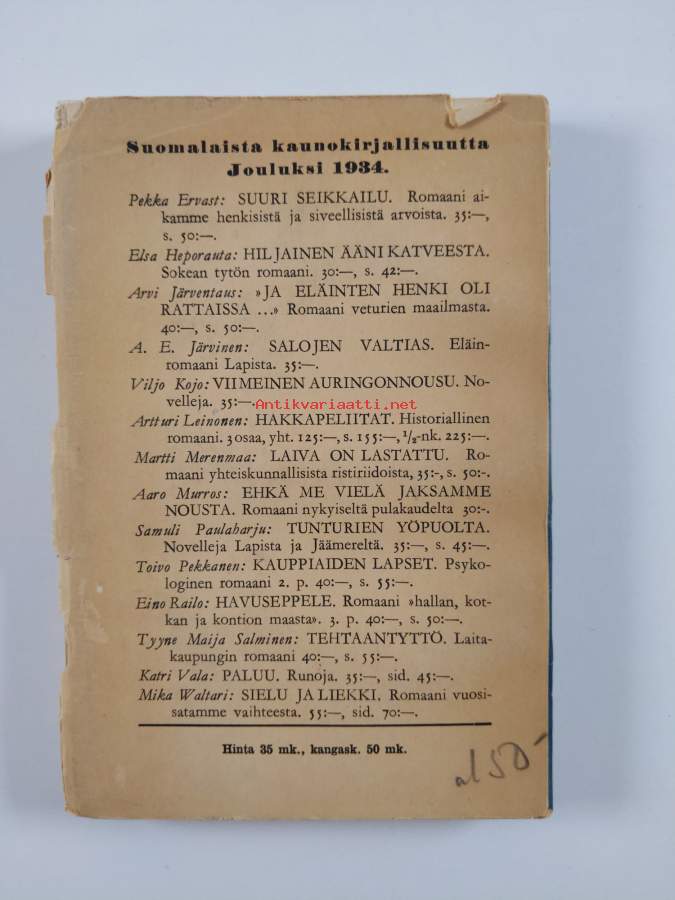 Suomalaista kaunokirjallisuutta
Jouluksi 1934.
Pekka Ervast: SUURI SEIKKAILU. Romaani ai-
kamme henkisistä ja siveellisistä arvoista. 35:—,
s. 50:—.
Elsa Heporauta: HILJAINEN ÄÄNI KATVEESTA.
Sokean tytön romaani. 30:—, s. 42:—.
Arvi Järventaus: »JA ELÄINTEN HENKI OLI
RATTAISSA ...» Romaani veturien maailmasta.
40:—, s. 50:—.
A. E. Järvinen: SALOJEN VALTIAS. Eläin-
romaani Lapista. 35:—.
Viljo Kojo: VIIMEINEN AURINGONNOUSU. No-
velleja. 35:—.
Antikvariaatti.net
Artturi Leinonen: HAKKAPELIITAT. Historiallinen
romaani. 3 osaa, yht. 125:—, s. 155:—, 1/2-nk. 225:—.
Martti Merenmaa: LAIVA ON LASTATTU. Ro-
maani yhteiskunnallisista ristiriidoista, 35:-, s. 50:-.
Aaro Murros: EHKÄ ME VIELÄ JAKSAMME
NOUSTA. Romaani nykyiseltä pulakaudelta 30:-.
Samuli Paulaharju: TUNTURIEN YÖPUOLTA.
Novelleja Lapista ja Jäämereltä. 35:—, s. 45:—.
Toivo Pekkanen: KAUPPIAIDEN LAPSET. Psyko-
loginen romaani 2. p. 40:—, s. 55:—.
Eino Railo: HAVUSEPPELE. Romaani »hallan, kot-
kan ja kontion maasta». 3. p. 40:—, s. 50:—.
Tyyne Maija Salminen: TEHTAANTYTTÖ. Laita-
kaupungin romaani 40:—, s. 55:—.
Katri Vala: PALUU. Runoja. 35:—, sid. 45:—.
Mika Waltari: SIELU JA LIEKKI. Romaani vuosi-
satamme vaihteesta. 55:—, sid. 70:—.
Hinta 35 mk., kangask. 50 mk.